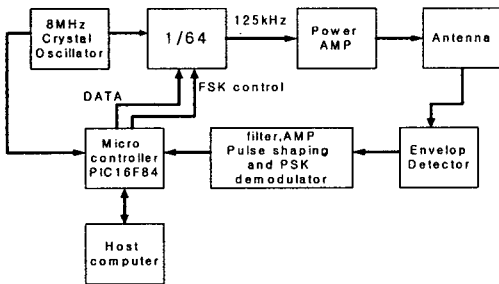 8MHz
Crystal
Oscillator
1/64
125kHz
Power
AMP
Antenna
DATA
FSK control
Micro
controller
PIC16F84
filter,AMP
Pulse shaping
and PSK
demodulator
Envelop
Detector
Host
computer